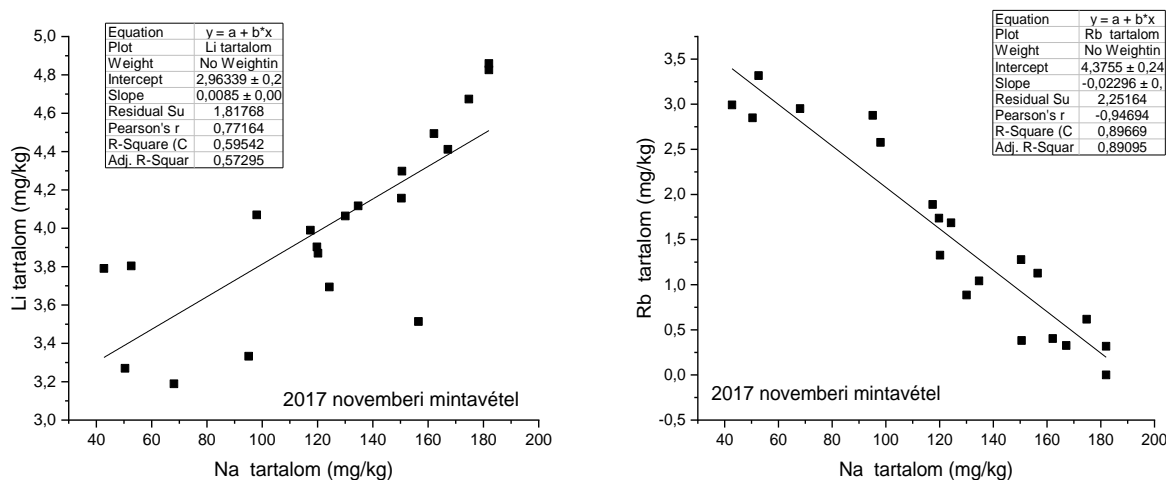 Equation y = a + b*x
Plot Li tartalom
Weight No Weightin
Intercept 2,96339 ± 0,2
Slope 0,0085 ± 0,00
Residual Su 1,81768
Pearson's r 0,77164
R-Square (C 0,59542
Adj. R-Squar 0,57295
5,0
4,8
4,6
4,4
4,2
4,0
3,8
3,6
3,4
3,2
3,0
Li tartalom (mg/kg)
2017 novemberi mintavétel
40 60 80 100 120 140 160 180 200
Na tartalom (mg/kg)
Equation y = a + b*x
Plot Rb tartalom
Weight No Weightin
Intercept 4,3755 ± 0,24
Slope -0,02296 ± 0,
Residual Su 2,25164
Pearson's r -0,94694
R-Square (C 0,89669
Adj. R-Squar 0,89095
3,5
3,0
2,5
2,0
1,5
1,0
0,5
0,0
-0,5
Rb tartalom (mg/kg)
2017 novemberi mintavétel
40 60 80 100 120 140 160 180 200
Na tartalom (mg/kg)